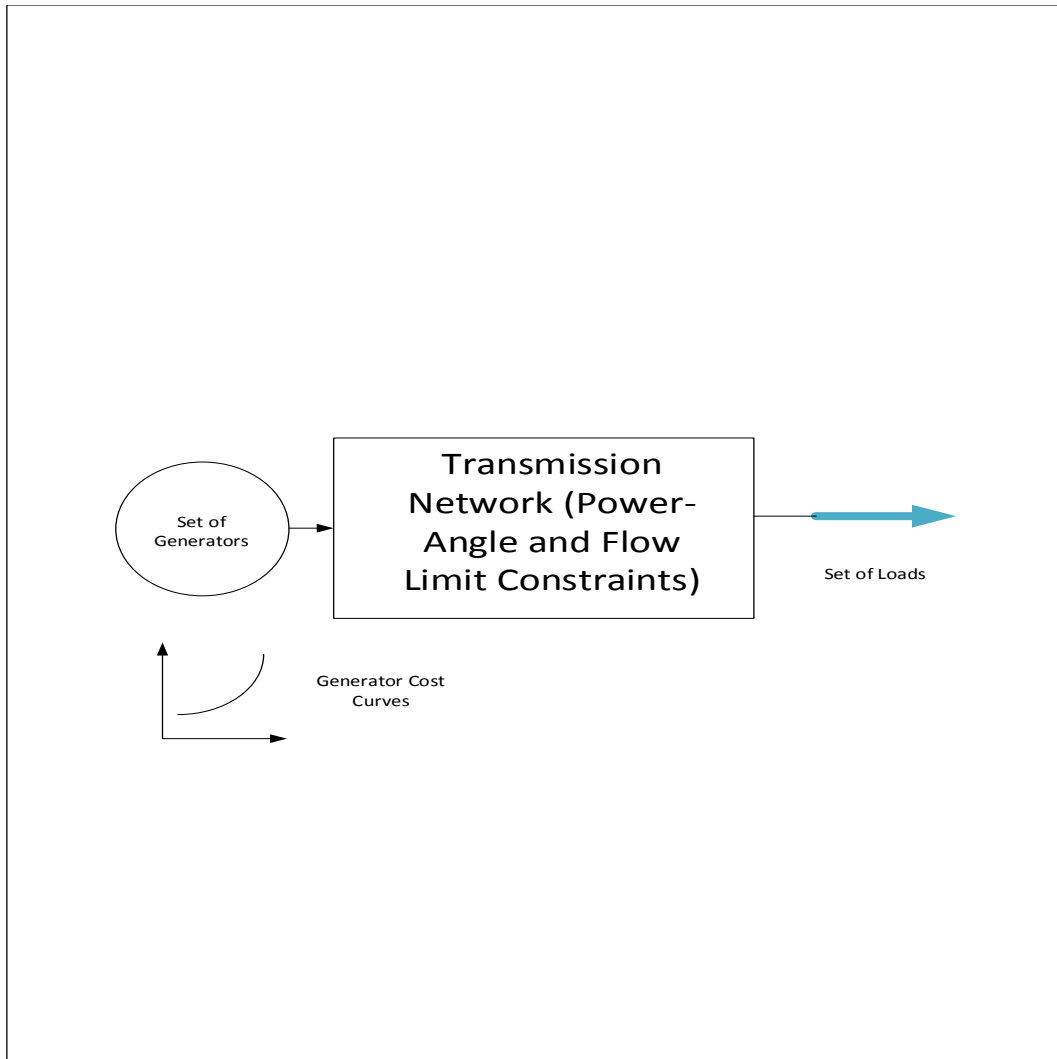 Transmission
Network (Power-
Angle and Flow
Limit Constraints)
Set of
Generators
Set of Loads
Generator Cost
Curves